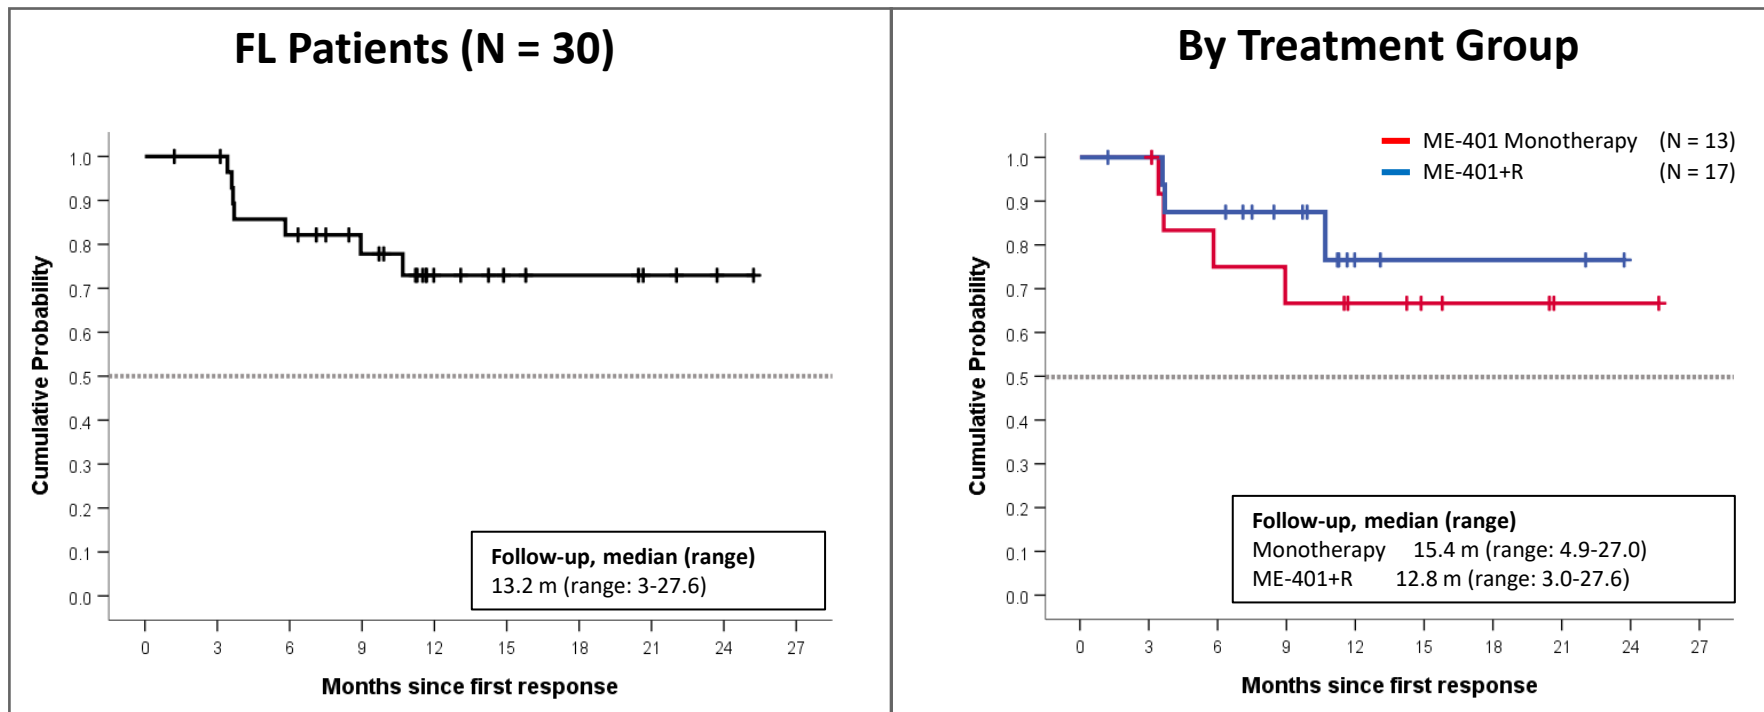 FL Patients (N = 30)
Cumulative Probability
1.0
0.9
0.8
0.7
0.6
0.5
0.4
0.3
0.2
0.1
0.0
Follow-up, median (range)
13.2 m (range: 3-27.6)
0 3 6 9 12 15 18 21 24 27
Months since first response
By Treatment Group
ME-401 Monotherapy (N = 13)
ME-401+R (N = 17)
Cumulative Probability
1.0
0.9
0.8
0.7
0.6
0.5
0.4
0.3
0.2
0.1
0.0
Follow-up, median (range)
Monotherapy 15.4 m (range: 4.9-27.0)
ME-401+R 12.8 m (range: 3.0-27.6)
0 3 6 9 12 15 18 21 24 27
Months since first response